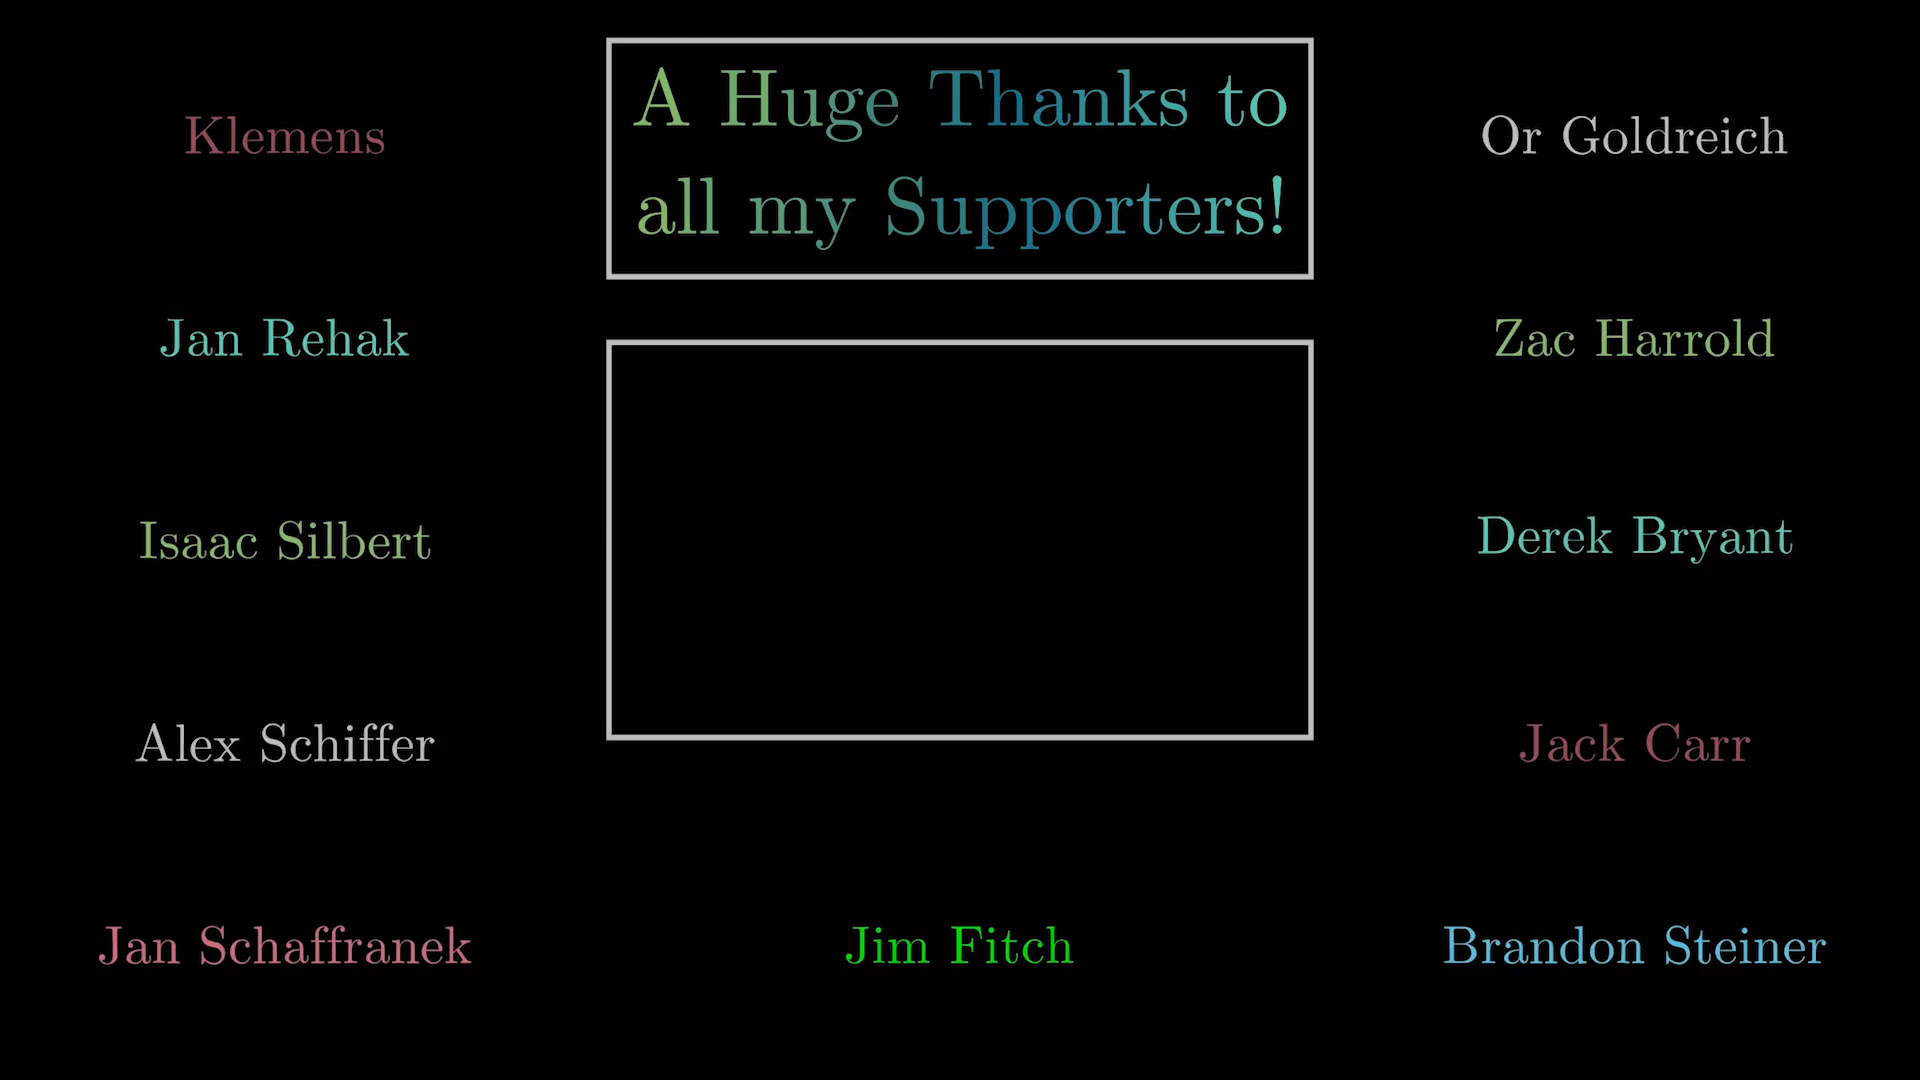 A Huge Thanks to
all my Supporters!
Klemens
Or Goldreich
Jan Rehak
Zac Harrold
Isaac Silbert
Derek Bryant
Alex Schiffer
Jack Carr
Jan Schaffranek
Jim Fitch
Brandon Steiner